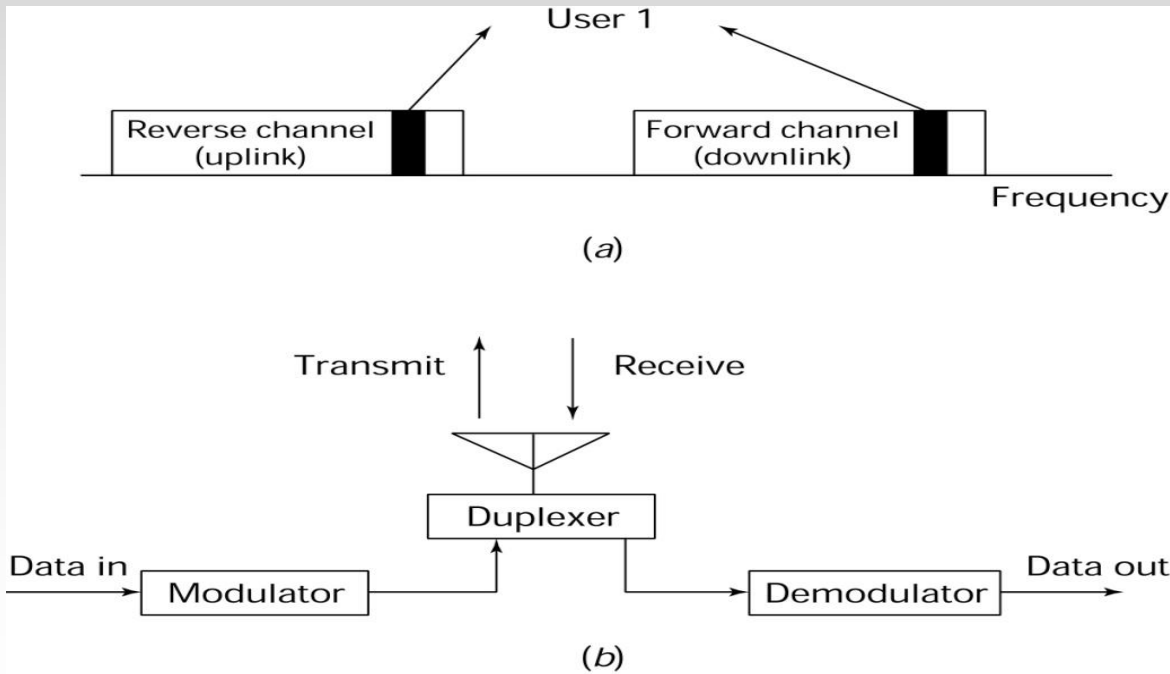 User 1
Reverse channel
(uplink)
Forward channel
(downlink)
Frequency
(a)
Transmit
Receive
Duplexer
Data in
Modulator
Demodulator
Data out
(b)